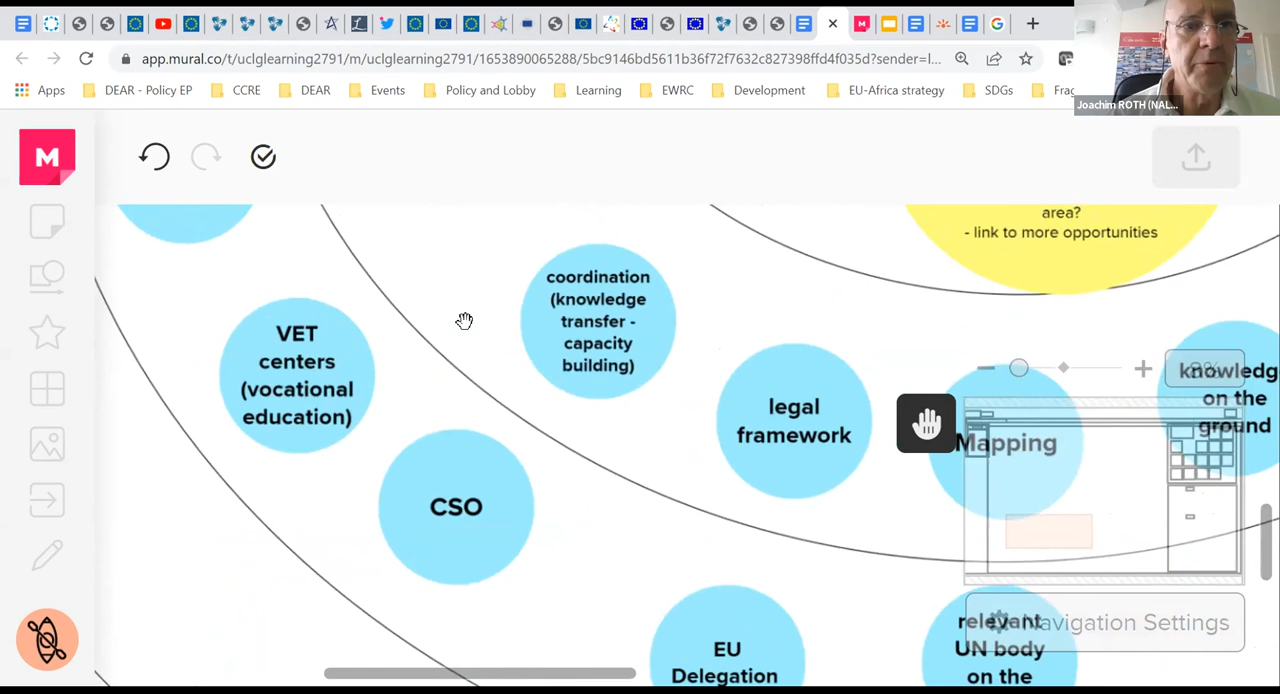 app.mural.co/t/uclglearning2791/m/uclglearning2791/1653890065288/5bc9146bd5611b36f72f7632c827398ffd4f035d?sender=I...
Apps
DEAR - Policy EP
CCRE
DEAR
Events
Policy and Lobby
Learning
EWRC
Development
EU-Africa strategy
SDGs
Frag
Joachim ROTH (NAL...
M
area?
- link to more opportunities
coordination
(knowledge
transfer -
capacity
building)
VET
centers
(vocational
education)
legal
framework
Mapping
knowledg
on the
ground
CSO
EU
Delegation
relevant
UN body
on the
Navigation Settings